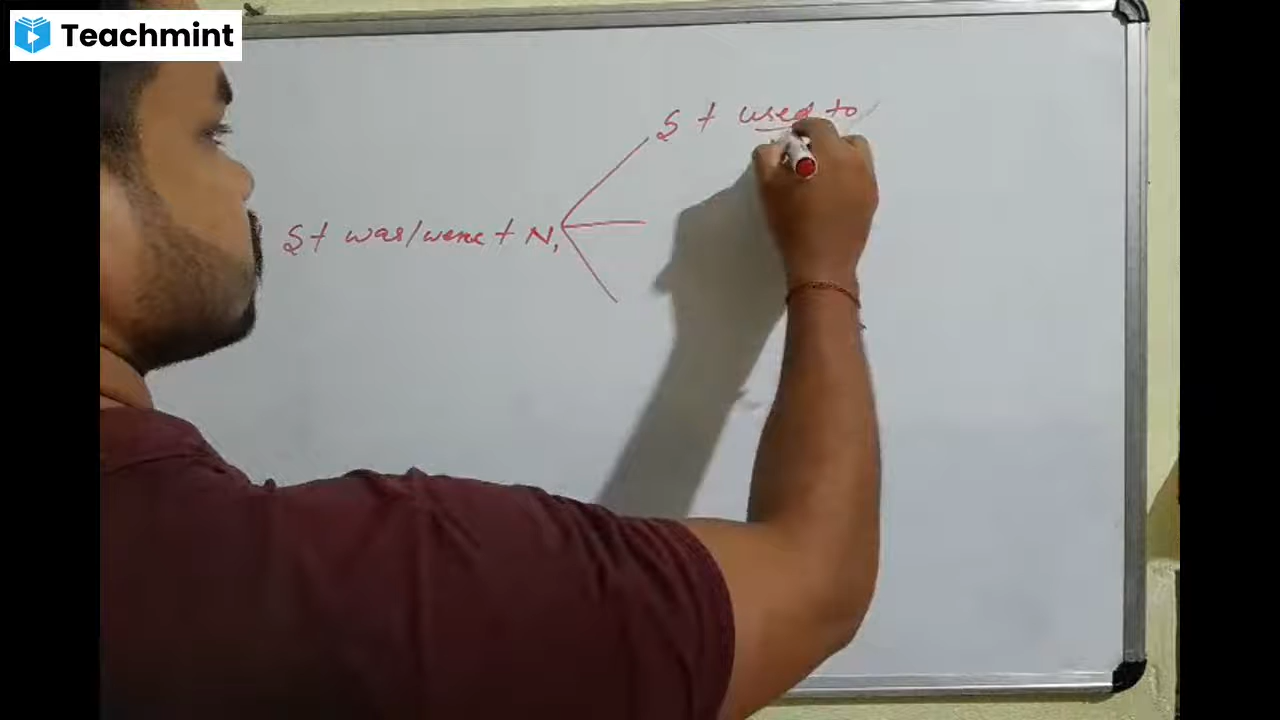 Teachmint
S + used to
S + was/were + N,